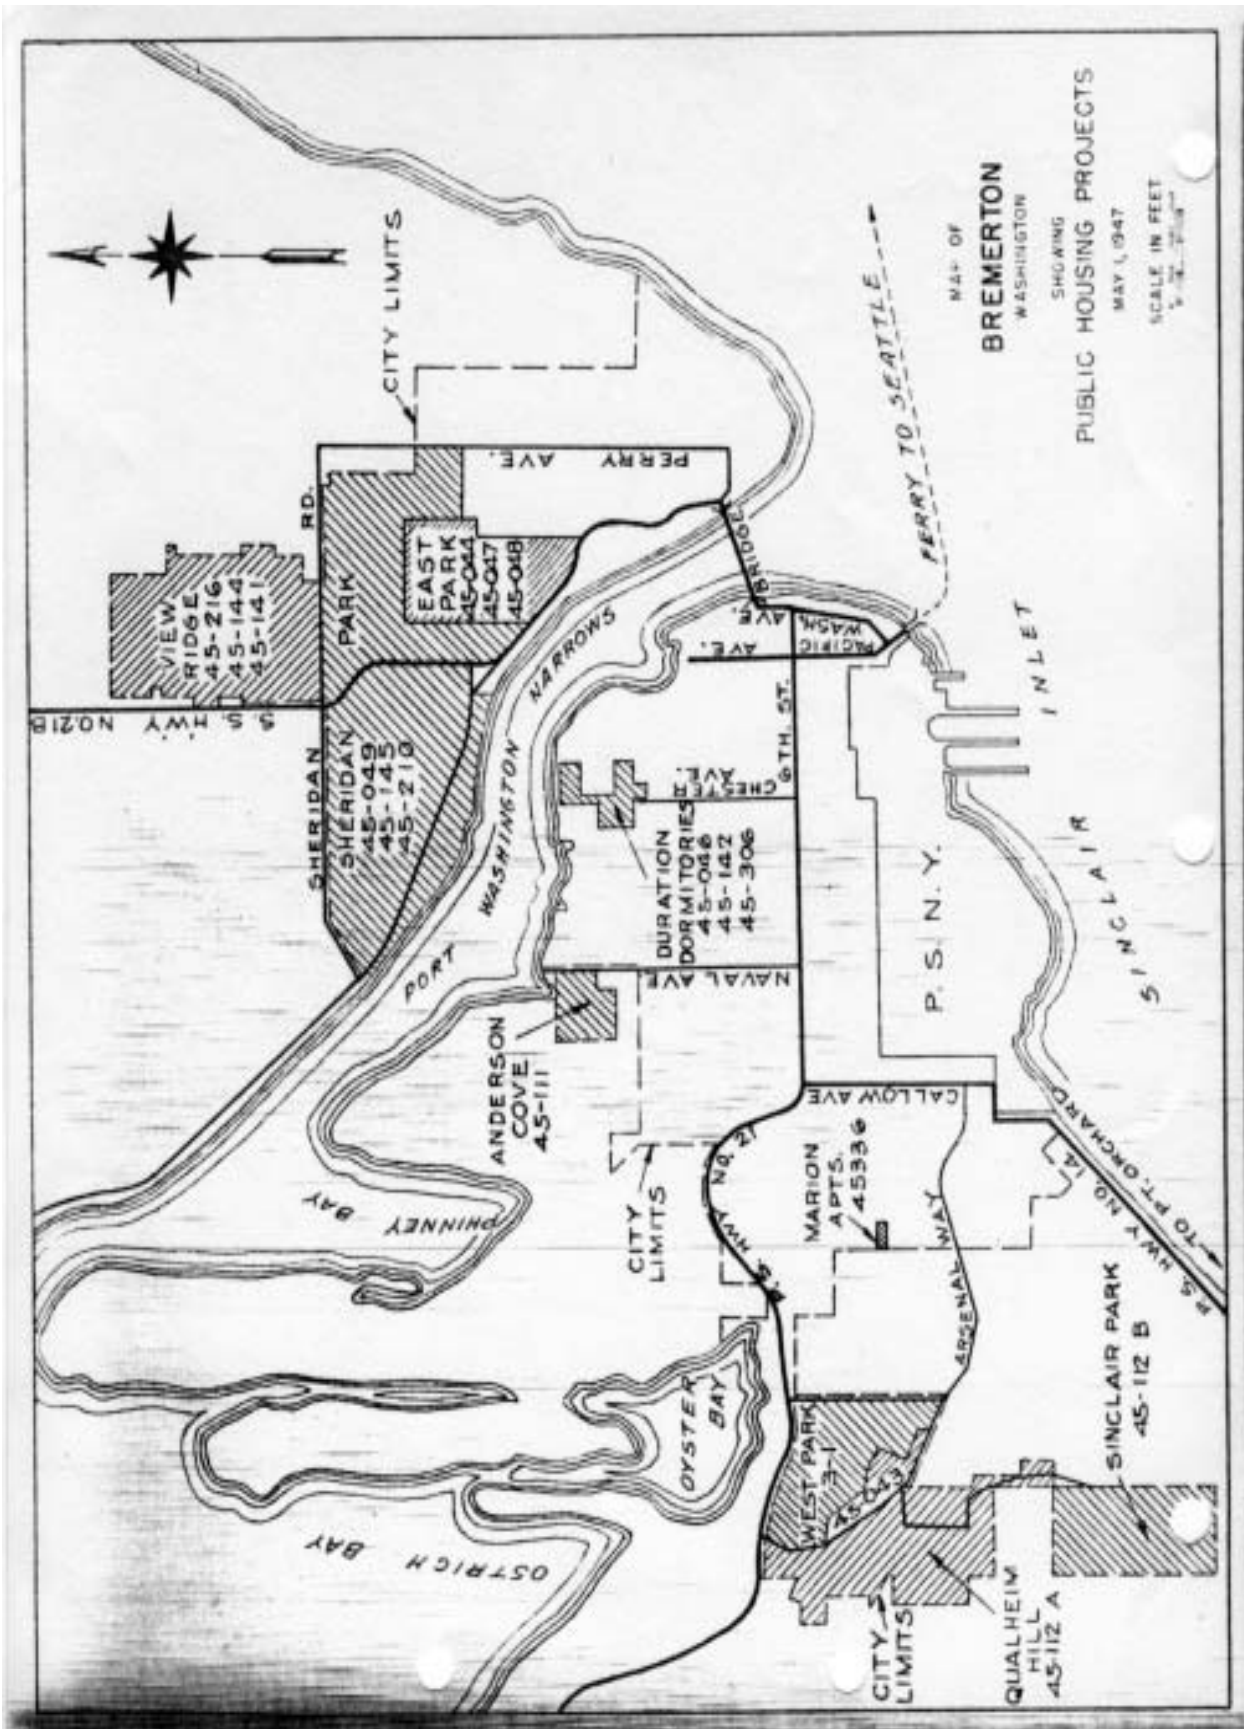 CITY LIMITS
VIEW
RIDGE
45-216
45-144
45-141
S. S. H'W'Y NO. 21B
SHERIDAN
RD.
PARK
SHERIDAN
45-049
45-145
45-210
EAST
PARK
45-044
45-047
45-048
PERRY AVE.
PORT WASHINGTON NARROWS
BRIDGE
WASH. AVE.
PACIFIC AVE.
6 TH. ST.
CHESTER
AVE.
DURATION
DORMITORIES
45-046
45-142
45-306
NAVAL AVE
ANDERSON
COVE
45-111
PHINNEY BAY
OYSTER
BAY
OSTRICH BAY
CITY
LIMITS
P.S. HWY NO. 21
CALLOW AVE
MARION
APTS.
45336
ARSENAL WAY
WEST PARK
3-1
45-043
CITY
LIMITS
QUALHEIM
HILL
45-112 A
SINCLAIR PARK
45-112 B
P.S. HWY NO. 14
TO PT. ORCHARD
P. S. N. Y.
SINCLAIR INLET
FERRY TO SEATTLE
MAP OF
BREMERTON
WASHINGTON
SHOWING
PUBLIC HOUSING PROJECTS
MAY 1, 1947
SCALE IN FEET